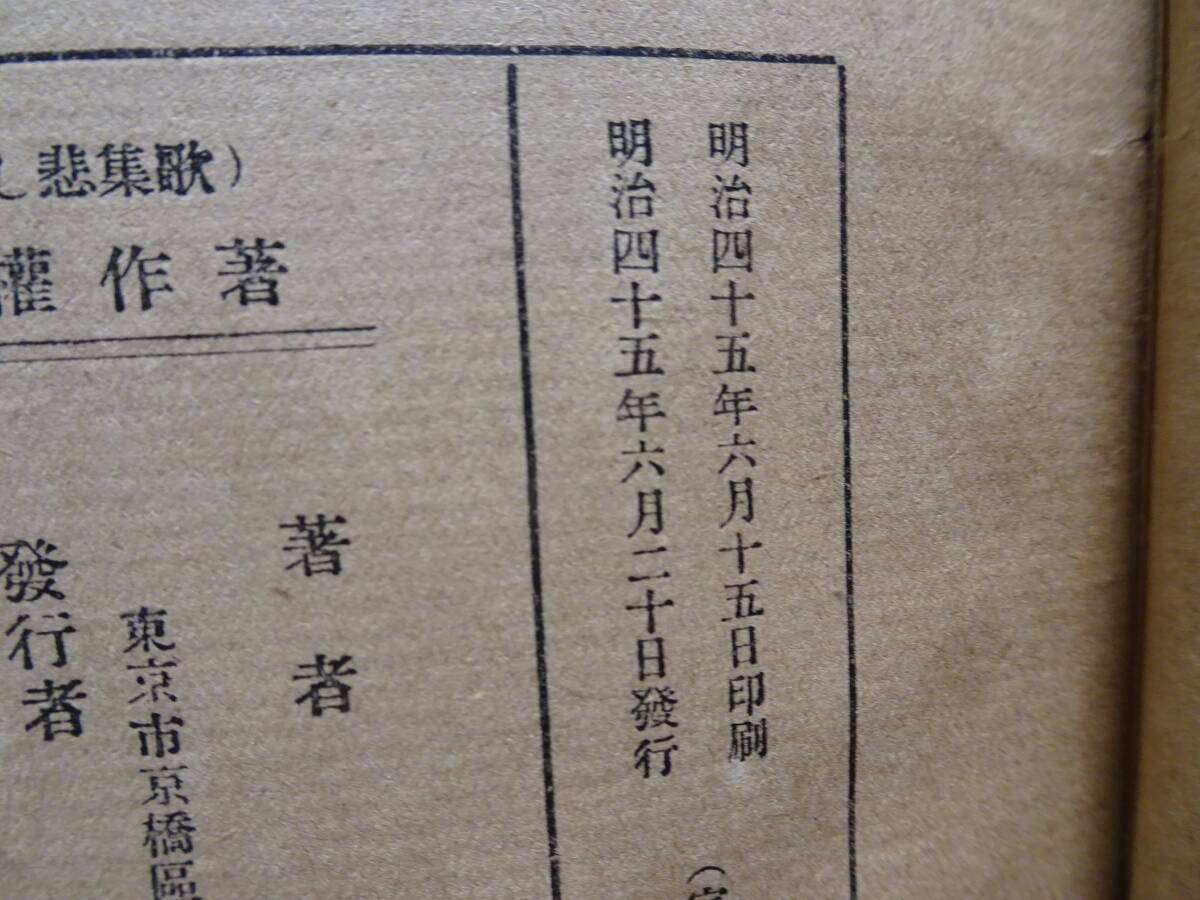 明治四十五年六月十五日印刷
明治四十五年六月二十日發行
(歌集悲し
著作權
著者
東京市京橋區
發行者